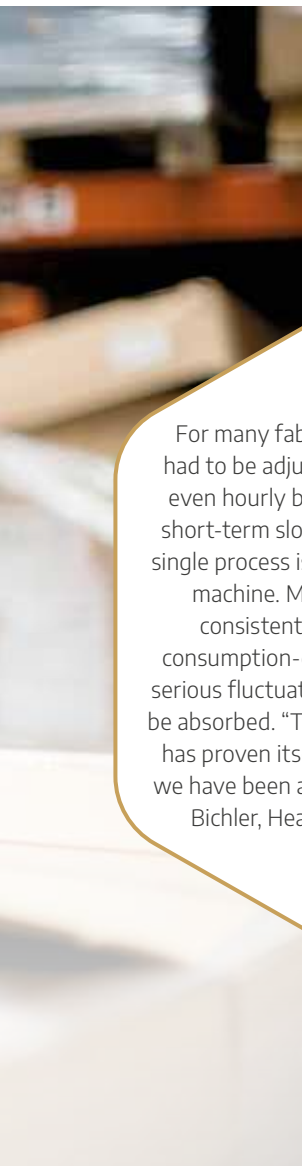 For many fab
had to be adju
even hourly b
short-term slo
single process is
machine. M
consistent
consumption-
serious fluctuat
be absorbed. “T
has proven its
we have been a
Bichler, Hea